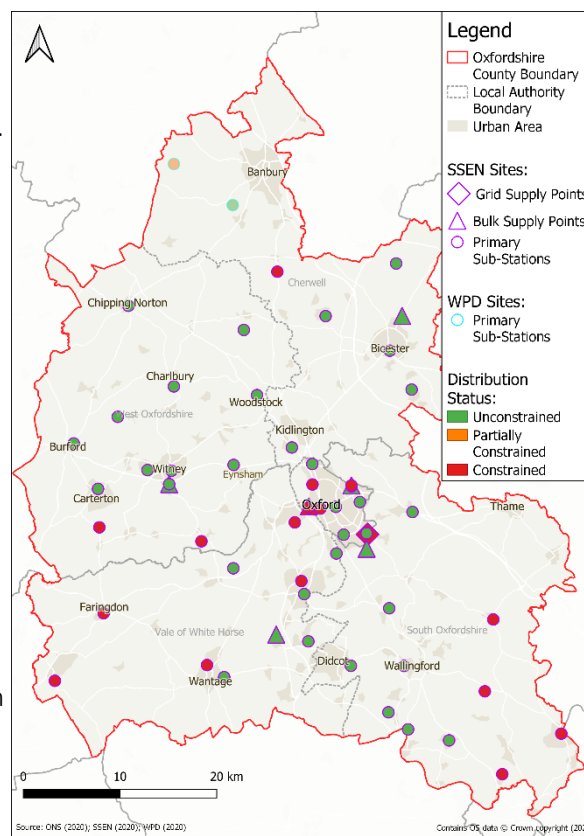 Legend
Oxfordshire
County Boundary
Local Authority
Boundary
Urban Area
SSEN Sites:
Grid Supply Points
Bulk Supply Points
Primary
Sub-Stations
WPD Sites:
Primary
Sub-Stations
Distribution
Status:
Unconstrained
Partially
Constrained
Constrained
Banbury
Cherwell
Chipping Norton
Bicester
Charlbury
Woodstock
West Oxfordshire
Kidlington
Burford
Witney
Eynsham
Carterton
Oxford
Thame
Faringdon
Vale of White Horse
South Oxfordshire
Didcot
Wallingford
Wantage
0 10 20 km
Source: ONS (2020); SSEN (2020); WPD (2020)
Contains OS data © Crown copyright (202